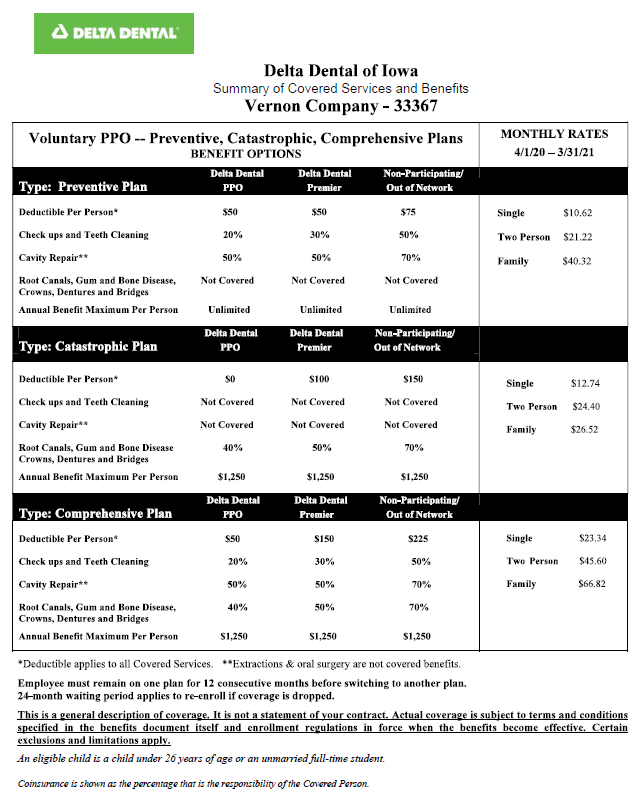 DELTA DENTAL
Delta Dental of Iowa
Summary of Covered Services and Benefits
Vernon Company - 33367
Voluntary PPO -- Preventive, Catastrophic, Comprehensive Plans
BENEFIT OPTIONS
MONTHLY RATES
4/1/20 – 3/31/21
Type: Preventive Plan Delta Dental PPO Delta Dental Premier Non-Participating/ Out of Network
Deductible Per Person* $50 $50 $75
Check ups and Teeth Cleaning 20% 30% 50%
Cavity Repair** 50% 50% 70%
Root Canals, Gum and Bone Disease, Not Covered Not Covered Not Covered
Crowns, Dentures and Bridges
Annual Benefit Maximum Per Person Unlimited Unlimited Unlimited
Single $10.62
Two Person $21.22
Family $40.32
Type: Catastrophic Plan Delta Dental PPO Delta Dental Premier Non-Participating/ Out of Network
Deductible Per Person* $0 $100 $150
Check ups and Teeth Cleaning Not Covered Not Covered Not Covered
Cavity Repair** Not Covered Not Covered Not Covered
Root Canals, Gum and Bone Disease 40% 50% 70%
Crowns, Dentures and Bridges
Annual Benefit Maximum Per Person $1,250 $1,250 $1,250
Single $12.74
Two Person $24.40
Family $26.52
Type: Comprehensive Plan Delta Dental PPO Delta Dental Premier Non-Participating/ Out of Network
Deductible Per Person* $50 $150 $225
Check ups and Teeth Cleaning 20% 30% 50%
Cavity Repair** 50% 50% 70%
Root Canals, Gum and Bone Disease, 40% 50% 70%
Crowns, Dentures and Bridges
Annual Benefit Maximum Per Person $1,250 $1,250 $1,250
Single $23.34
Two Person $45.60
Family $66.82
*Deductible applies to all Covered Services. **Extractions & oral surgery are not covered benefits.
Employee must remain on one plan for 12 consecutive months before switching to another plan.
24-month waiting period applies to re-enroll if coverage is dropped.
This is a general description of coverage. It is not a statement of your contract. Actual coverage is subject to terms and conditions
specified in the benefits document itself and enrollment regulations in force when the benefits become effective. Certain
exclusions and limitations apply.
An eligible child is a child under 26 years of age or an unmarried full-time student.
Coinsurance is shown as the percentage that is the responsibility of the Covered Person.